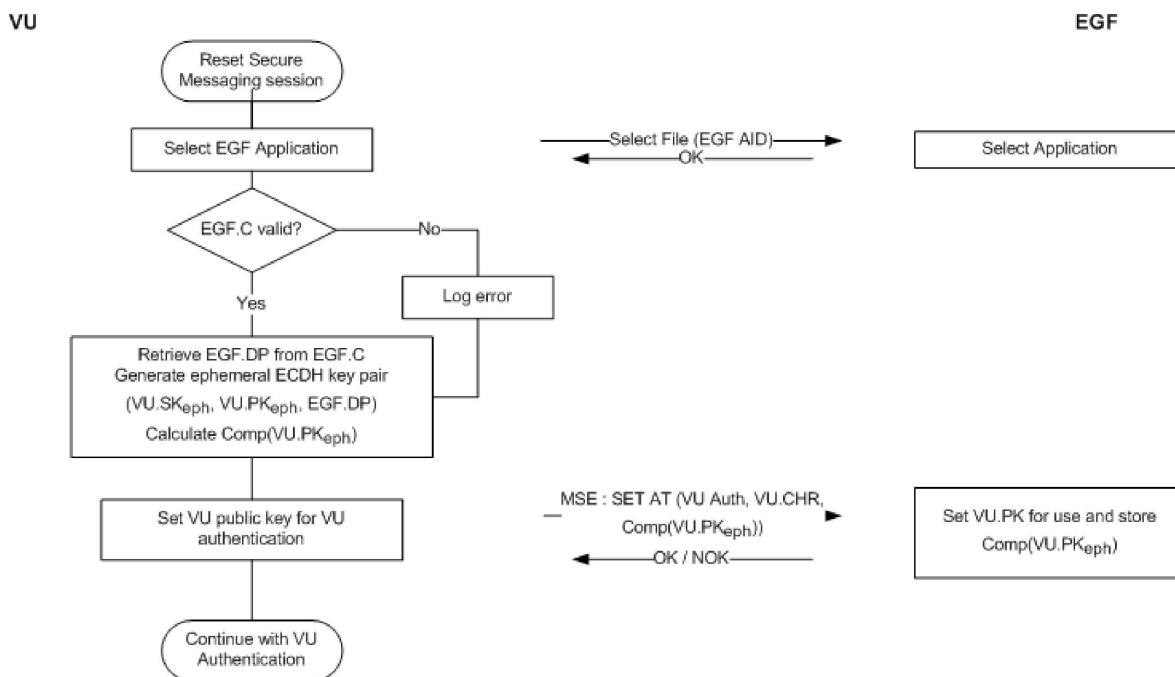 VU
EGF
Reset Secure
Messaging session
Select EGF Application
Select File (EGF AID)
OK
Select Application
EGF.C valid?
No
Log error
Yes
Retrieve EGF.DP from EGF.C
Generate ephemeral ECDH key pair
(VU.SKeph, VU.PKeph, EGF.DP)
Calculate Comp(VU.PKeph)
Set VU public key for VU
authentication
MSE : SET AT (VU Auth, VU.CHR,
Comp(VU.PKeph))
OK / NOK
Set VU.PK for use and store
Comp(VU.PKeph)
Continue with VU
Authentication